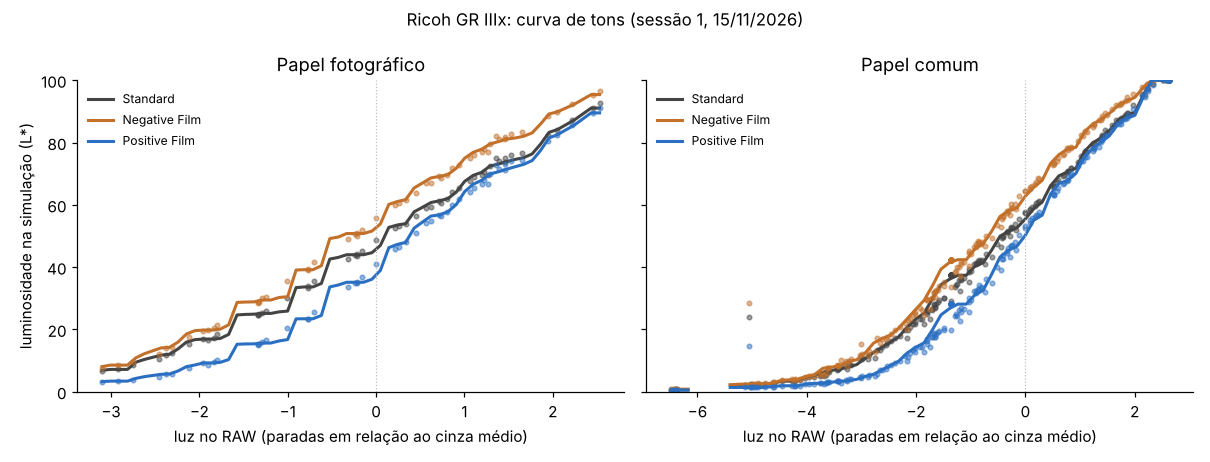 Ricoh GR IIIx: curva de tons (sessão 1, 15/11/2026)
Papel fotográfico
Papel comum
luminosidade na simulação (L*)
100
80
60
40
20
0
Standard
Negative Film
Positive Film
Standard
Negative Film
Positive Film
−3 −2 −1 0 1 2
−6 −4 −2 0 2
luz no RAW (paradas em relação ao cinza médio)
luz no RAW (paradas em relação ao cinza médio)